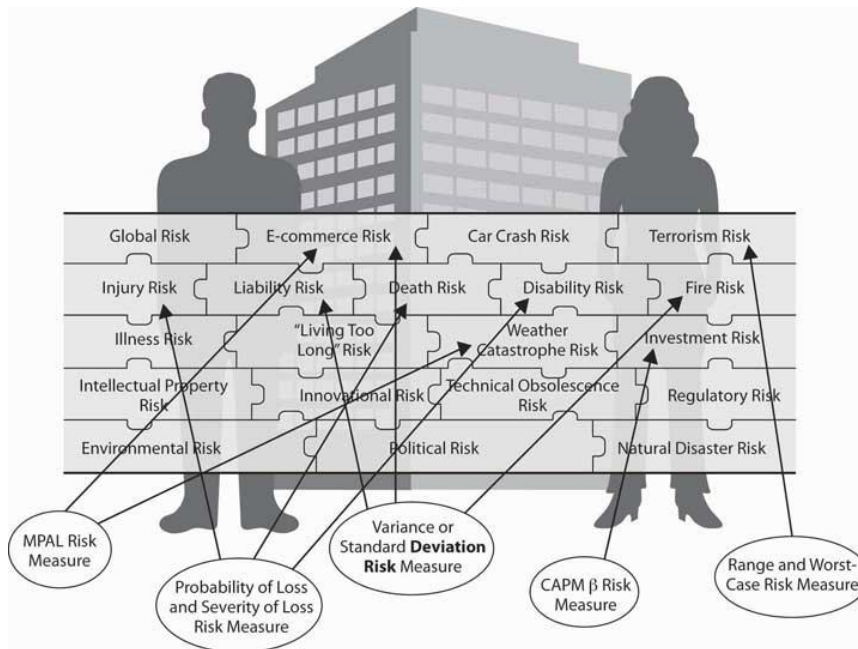 Global Risk
E-commerce Risk
Car Crash Risk
Terrorism Risk
Injury Risk
Liability Risk
Death Risk
Disability Risk
Fire Risk
Illness Risk
“Living Too
Long” Risk
Weather
Catastrophe Risk
Investment Risk
Intellectual Property
Risk
Innovational Risk
Technical Obsolescence
Risk
Regulatory Risk
Environmental Risk
Political Risk
Natural Disaster Risk
MPAL Risk
Measure
Probability of Loss
and Severity of Loss
Risk Measure
Variance or
Standard Deviation
Risk Measure
CAPM β Risk
Measure
Range and Worst-
Case Risk Measure